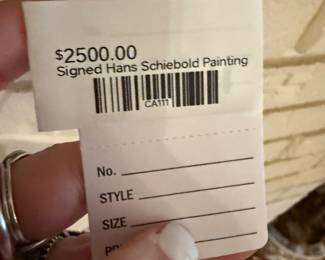 $2500.00
Signed Hans Schiebold Painting
CA111
No.
STYLE
SIZE